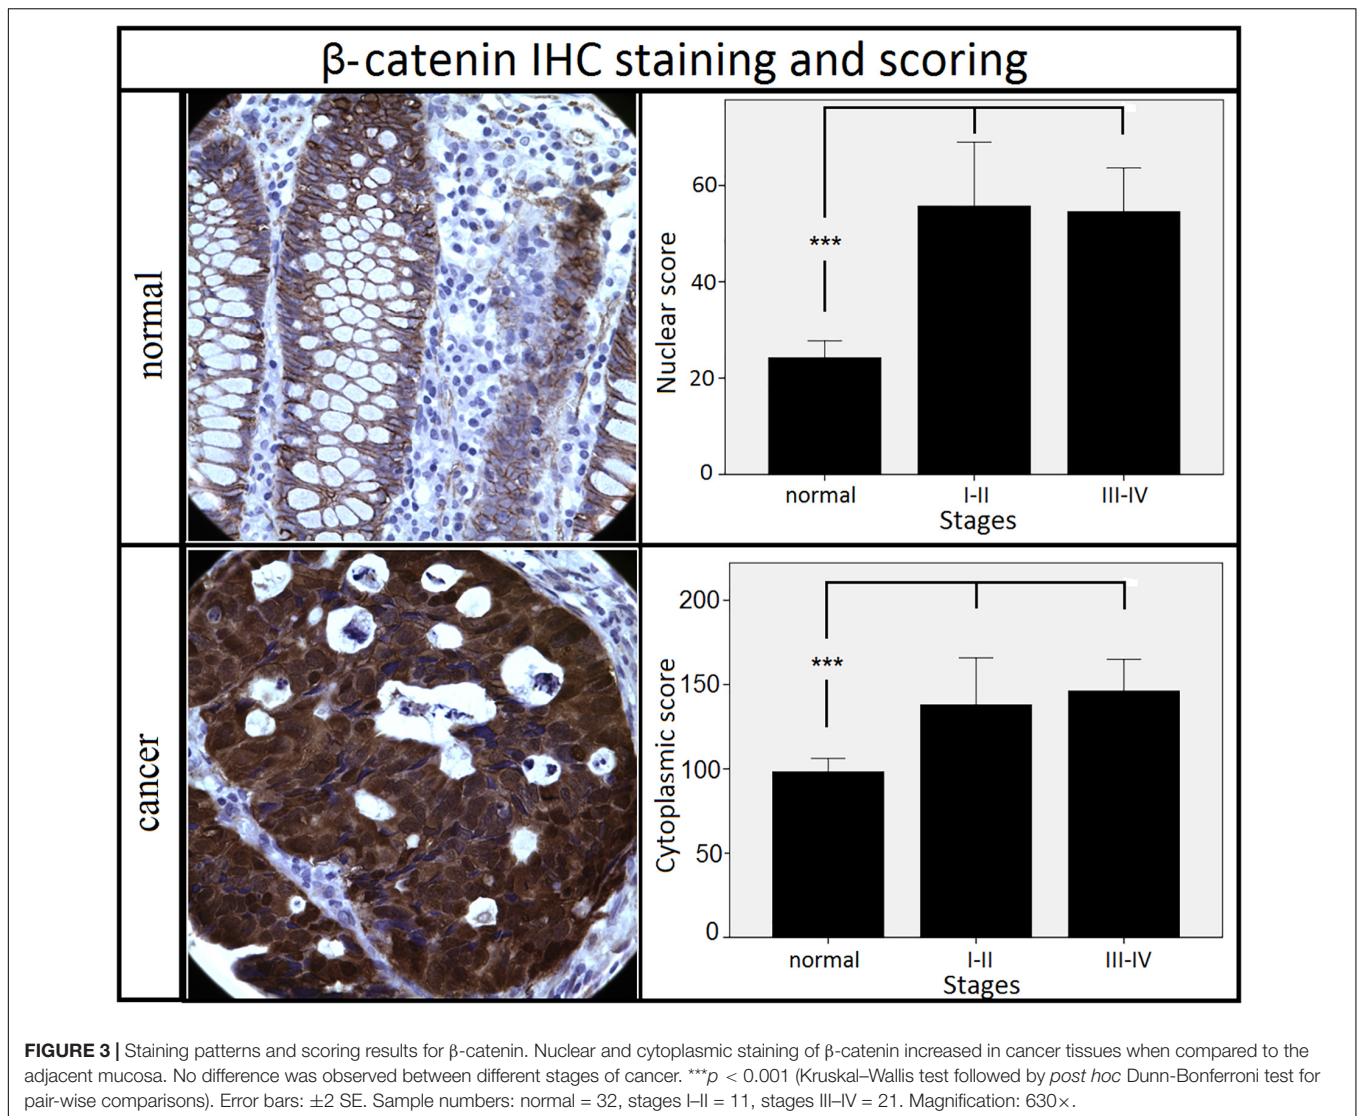 β-catenin IHC staining and scoring
normal
Nuclear score
60
40
20
0
***
normal I-II III-IV
Stages
cancer
Cytoplasmic score
200
150
100
50
0
***
normal I-II III-IV
Stages
FIGURE 3 | Staining patterns and scoring results for β-catenin. Nuclear and cytoplasmic staining of β-catenin increased in cancer tissues when compared to the
adjacent mucosa. No difference was observed between different stages of cancer. ***p < 0.001 (Kruskal–Wallis test followed by post hoc Dunn-Bonferroni test for
pair-wise comparisons). Error bars: ±2 SE. Sample numbers: normal = 32, stages I–II = 11, stages III–IV = 21. Magnification: 630×.